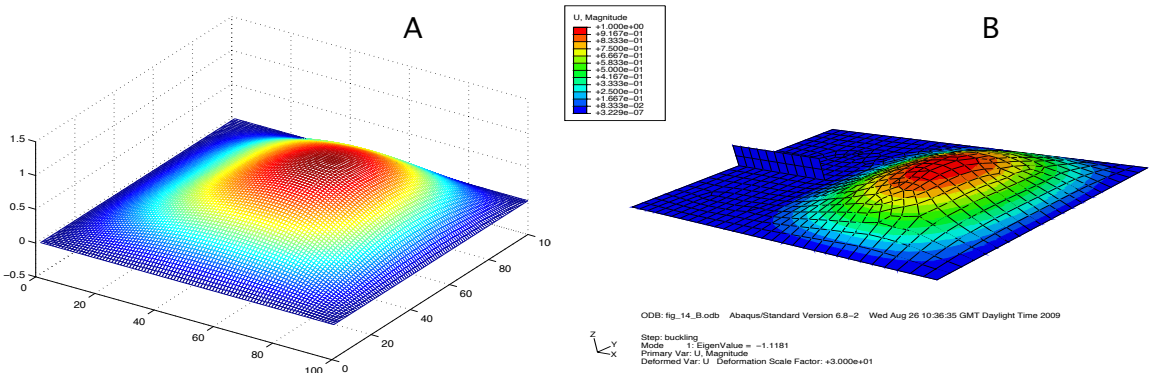 A
1.5
1
0.5
0
−0.5
0
20
40
60
80
100
0
20
40
60
80
10
B
U, Magnitude
+1.000e+00
+9.167e−01
+8.333e−01
+7.500e−01
+6.667e−01
+5.833e−01
+5.000e−01
+4.167e−01
+3.333e−01
+2.500e−01
+1.667e−01
+8.333e−02
+3.229e−07
ODB: fig_14_B.odb Abaqus/Standard Version 6.8−2 Wed Aug 26 10:36:35 GMT Daylight Time 2009
Z
Y
X
Step: buckling
Mode 1: EigenValue = −1.1181
Primary Var: U, Magnitude
Deformed Var: U Deformation Scale Factor: +3.000e+01